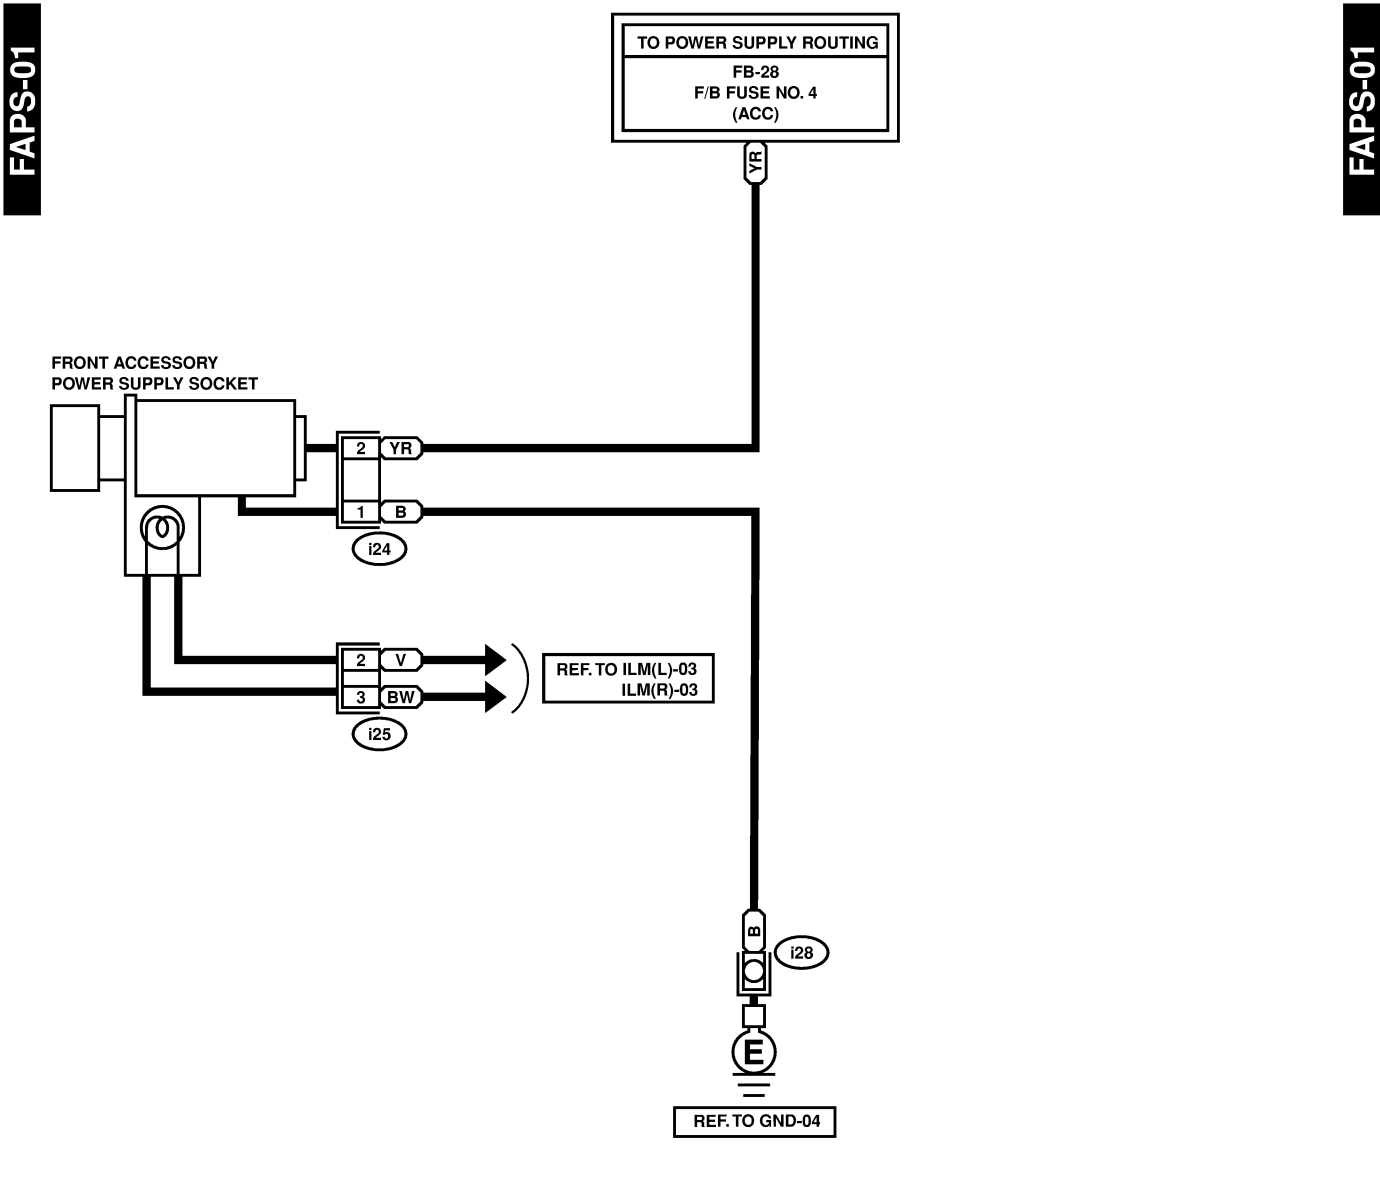 FAPS-01
FAPS-01
TO POWER SUPPLY ROUTING
FB-28
F/B FUSE NO. 4
(ACC)
YR
FRONT ACCESSORY
POWER SUPPLY SOCKET
2 YR
1 B
i24
2 V
3 BW
i25
REF. TO ILM(L)-03
ILM(R)-03
B
i28
E
REF. TO GND-04